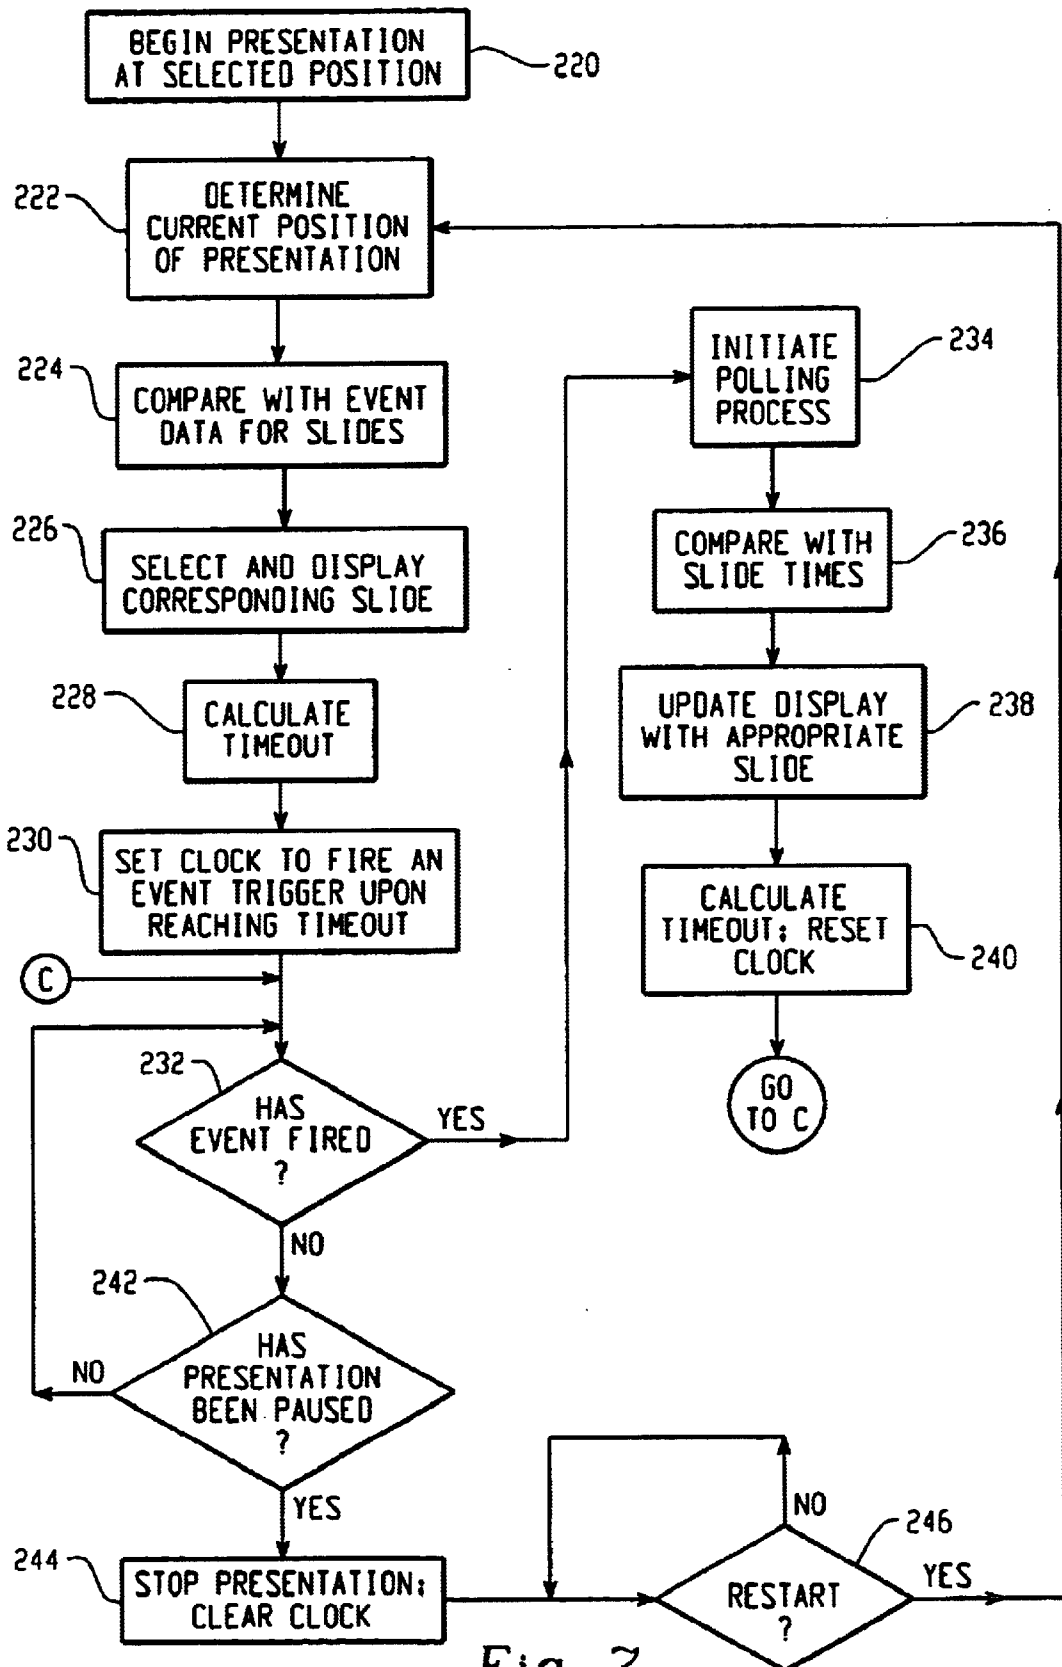 BEGIN PRESENTATION
AT SELECTED POSITION
220
222
DETERMINE
CURRENT POSITION
OF PRESENTATION
224
COMPARE WITH EVENT
DATA FOR SLIDES
226
SELECT AND DISPLAY
CORRESPONDING SLIDE
228
CALCULATE
TIMEOUT
230
SET CLOCK TO FIRE AN
EVENT TRIGGER UPON
REACHING TIMEOUT
C
232
HAS
EVENT FIRED
?
YES
NO
234
INITIATE
POLLING
PROCESS
236
COMPARE WITH
SLIDE TIMES
238
UPDATE DISPLAY
WITH APPROPRIATE
SLIDE
CALCULATE
TIMEOUT; RESET
CLOCK
240
GO
TO C
242
HAS
PRESENTATION
BEEN PAUSED
?
NO
YES
244
STOP PRESENTATION;
CLEAR CLOCK
246
RESTART
?
NO
YES
Fig. 7